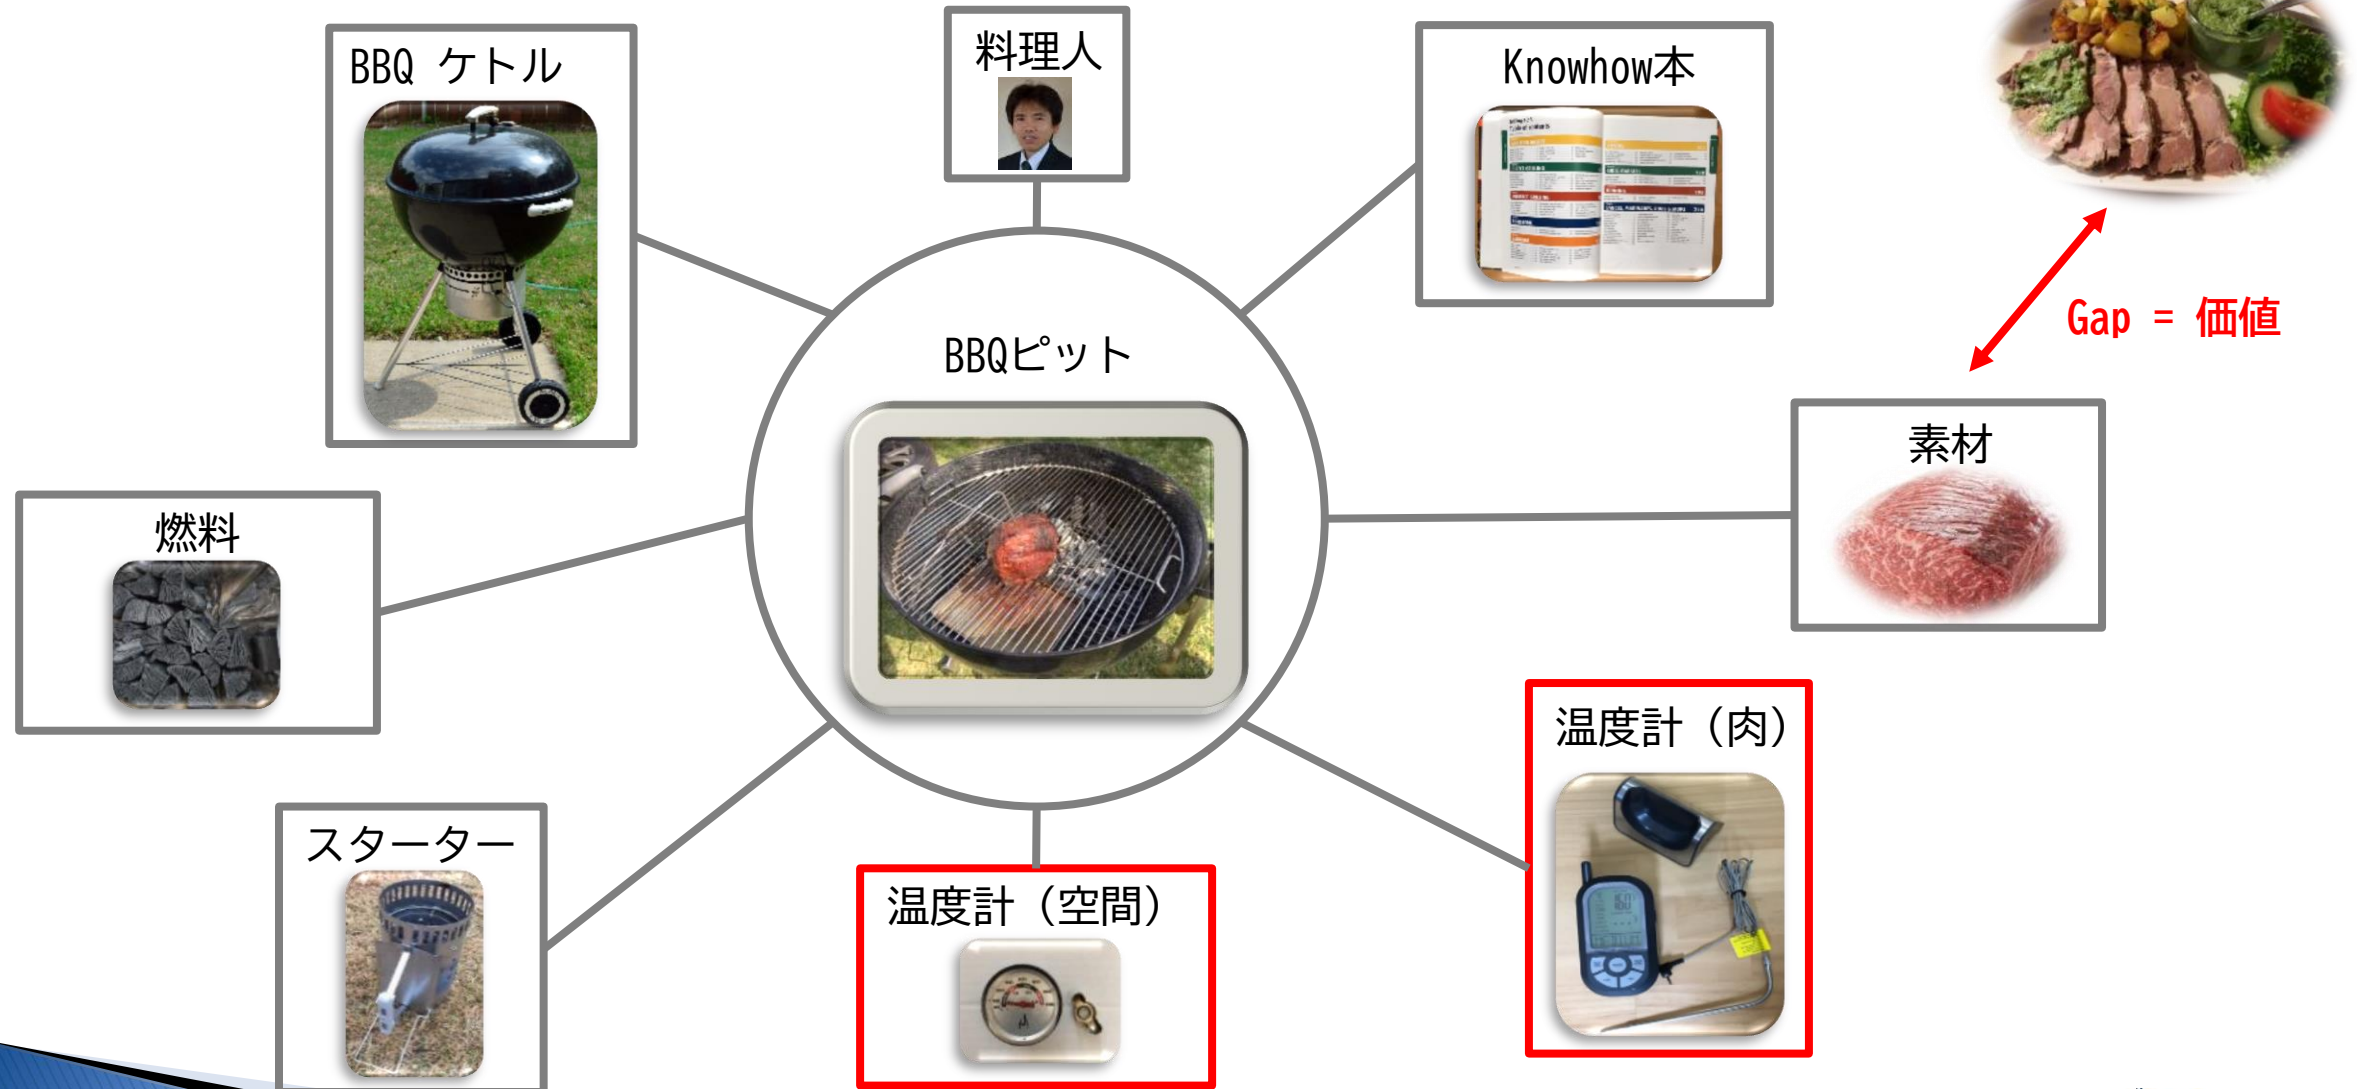 BBQ ケトル
料理人
Knowhow本
Gap = 価値
BBQピット
素材
燃料
温度計（肉）
スターター
温度計（空間）